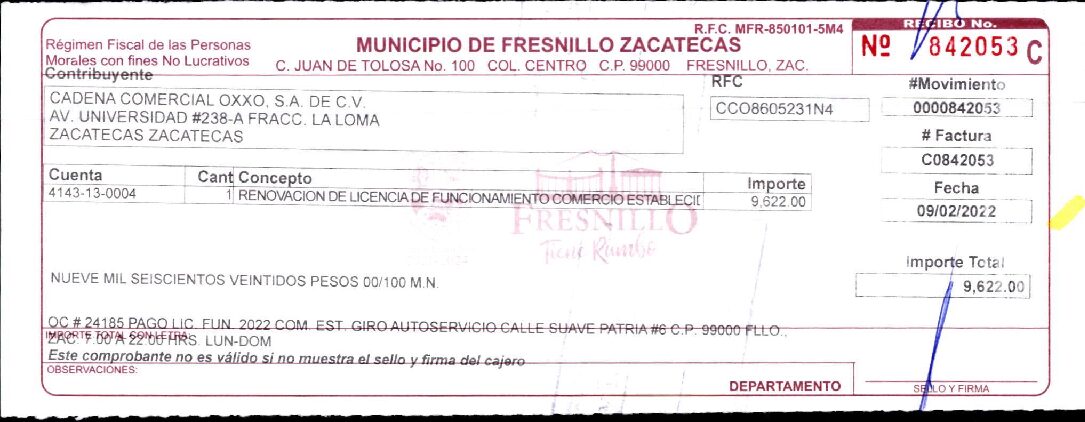 R.F.C. MFR-850101-5M4
RECIBO No.
Régimen Fiscal de las Personas
Morales con fines No Lucrativos
MUNICIPIO DE FRESNILLO ZACATECAS
C. JUAN DE TOLOSA No. 100 COL. CENTRO C.P. 99000 FRESNILLO, ZAC.
Nº 842053 C
Contribuyente
RFC
CADENA COMERCIAL OXXO, S.A. DE C.V.
AV. UNIVERSIDAD #238-A FRACC. LA LOMA
ZACATECAS ZACATECAS
CCO8605231N4
#Movimiento
0000842053
# Factura
C0842053
Fecha
09/02/2022
Cuenta Cant Concepto Importe
4143-13-0004 1 RENOVACION DE LICENCIA DE FUNCIONAMIENTO COMERCIO ESTABLECID 9,622.00
FRESNILLO
Tiene Rumbo
Importe Total
9,622.00
NUEVE MIL SEISCIENTOS VEINTIDOS PESOS 00/100 M.N.
OC # 24185 PAGO LIC. FUN. 2022 COM. EST. GIRO AUTOSERVICIO CALLE SUAVE PATRIA #6 C.P. 99000 FLLO.,
IMPORTE TOTAL CON LETRA:
ZAC. 7:00 A 22:00 HRS. LUN-DOM
Este comprobante no es válido si no muestra el sello y firma del cajero
OBSERVACIONES:
DEPARTAMENTO
SELLO Y FIRMA